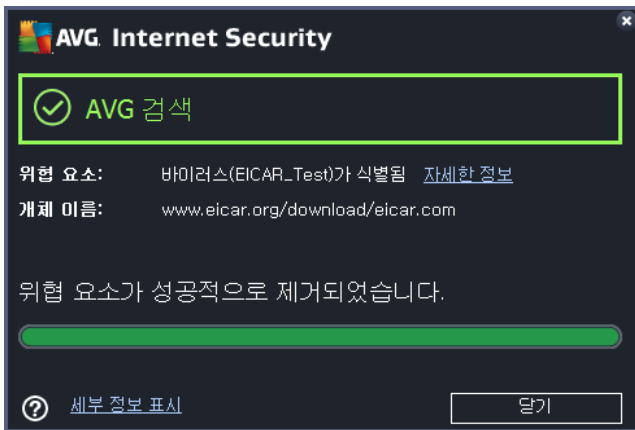 AVG. Internet Security
AVG 검색
위협 요소: 바이러스(EICAR_Test)가 식별됨 자세한 정보
개체 이름: www.eicar.org/download/eicar.com
위협 요소가 성공적으로 제거되었습니다.
세부 정보 표시
닫기